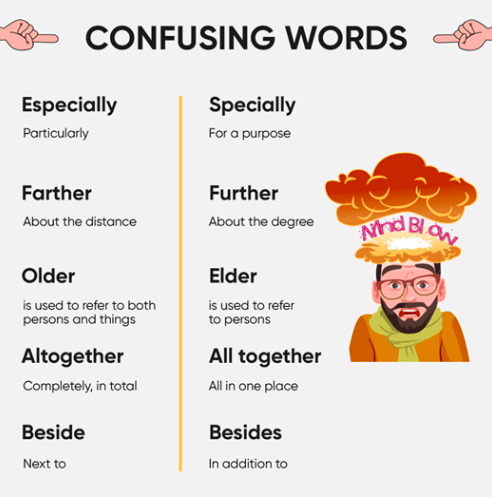 CONFUSING WORDS
Especially
Particularly
Specially
For a purpose
Farther
About the distance
Further
About the degree
Older
is used to refer to both
persons and things
Elder
is used to refer
to persons
Altogether
Completely, in total
All together
All in one place
Beside
Next to
Besides
In addition to
Mind Blow